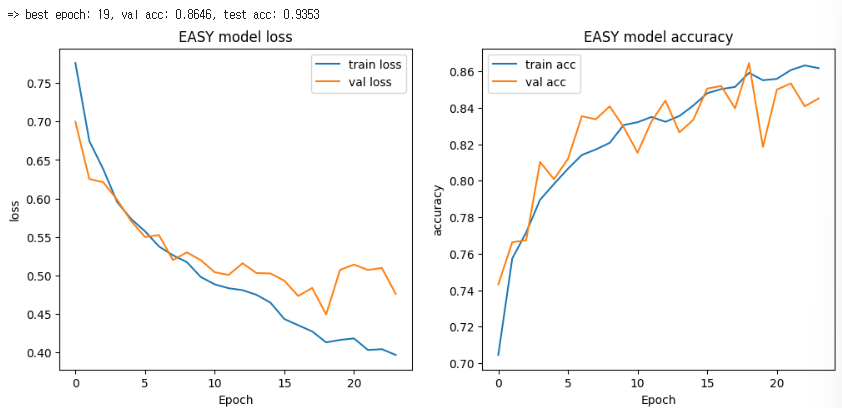 => best epoch: 19, val acc: 0.8646, test acc: 0.9353
EASY model loss
train loss
val loss
0.75
0.70
0.65
0.60
0.55
0.50
0.45
0.40
loss
0 5 10 15 20
Epoch
EASY model accuracy
train acc
val acc
0.86
0.84
0.82
0.80
0.78
0.76
0.74
0.72
0.70
accuracy
0 5 10 15 20
Epoch